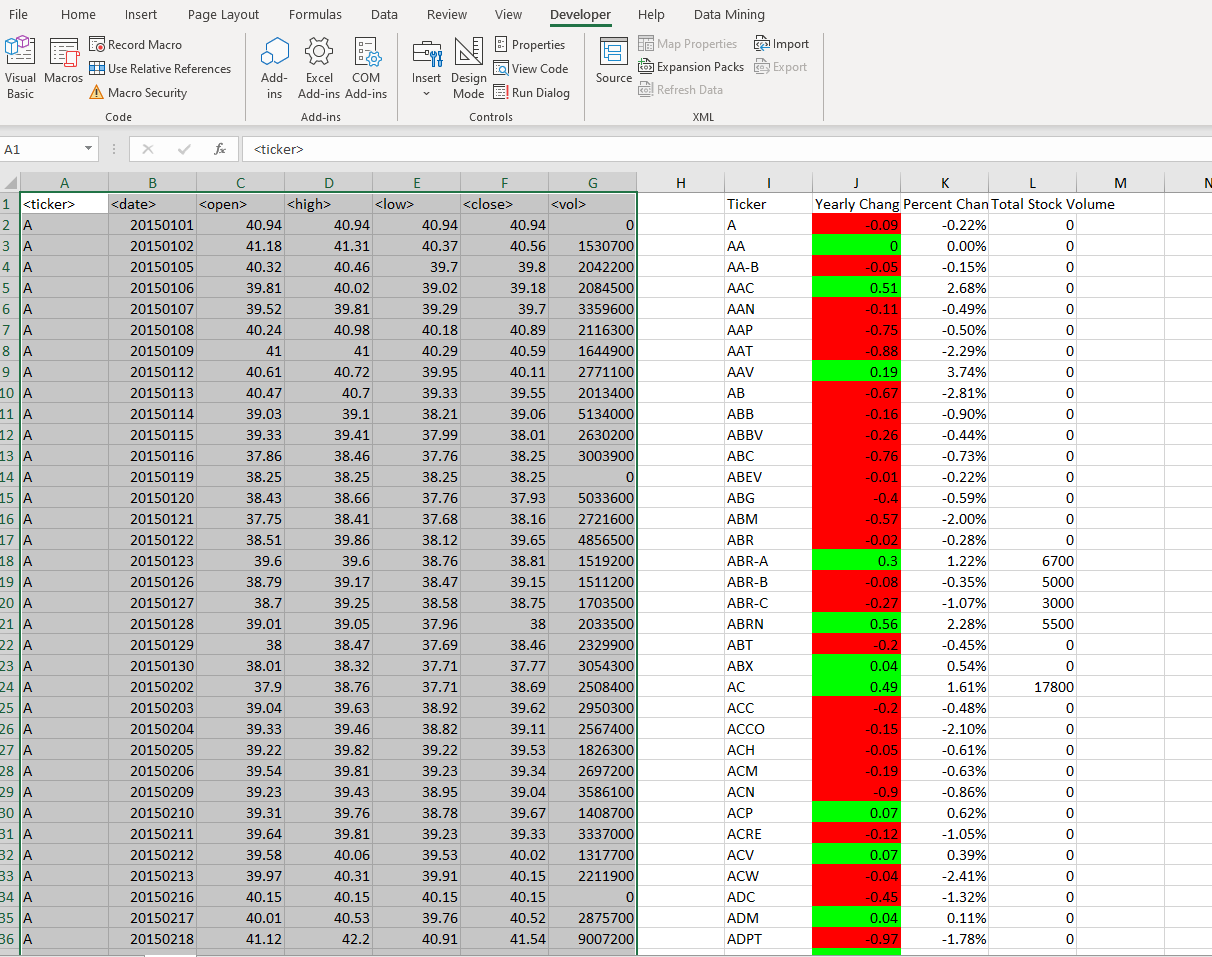 File Home Insert Page Layout Formulas Data Review View Developer Help Data Mining
Visual Basic
Macros
Record Macro
Use Relative References
Macro Security
Code
Add-ins
Excel Add-ins
COM Add-ins
Add-ins
Insert
Design Mode
Properties
View Code
Run Dialog
Controls
Source
Map Properties
Expansion Packs
Refresh Data
Import
Export
XML
A1 fx <ticker>
A B C D E F G H I J K L M N
1 <ticker> <date> <open> <high> <low> <close> <vol> Ticker Yearly Chang Percent Chan Total Stock Volume
2 A 20150101 40.94 40.94 40.94 40.94 0 A -0.09 -0.22% 0
3 A 20150102 41.18 41.31 40.37 40.56 1530700 AA 0 0.00% 0
4 A 20150105 40.32 40.46 39.7 39.8 2042200 AA-B -0.05 -0.15% 0
5 A 20150106 39.81 40.02 39.02 39.18 2084500 AAC 0.51 2.68% 0
6 A 20150107 39.52 39.81 39.29 39.7 3359600 AAN -0.11 -0.49% 0
7 A 20150108 40.24 40.98 40.18 40.89 2116300 AAP -0.75 -0.50% 0
8 A 20150109 41 41 40.29 40.59 1644900 AAT -0.88 -2.29% 0
9 A 20150112 40.61 40.72 39.95 40.11 2771100 AAV 0.19 3.74% 0
10 A 20150113 40.47 40.7 39.33 39.55 2013400 AB -0.67 -2.81% 0
11 A 20150114 39.03 39.1 38.21 39.06 5134000 ABB -0.16 -0.90% 0
12 A 20150115 39.33 39.41 37.99 38.01 2630200 ABBV -0.26 -0.44% 0
13 A 20150116 37.86 38.46 37.76 38.25 3003900 ABC -0.76 -0.73% 0
14 A 20150119 38.25 38.25 38.25 38.25 0 ABEV -0.01 -0.22% 0
15 A 20150120 38.43 38.66 37.76 37.93 5033600 ABG -0.4 -0.59% 0
16 A 20150121 37.75 38.41 37.68 38.16 2721600 ABM -0.57 -2.00% 0
17 A 20150122 38.51 39.86 38.12 39.65 4856500 ABR -0.02 -0.28% 0
18 A 20150123 39.6 39.6 38.76 38.81 1519200 ABR-A 0.3 1.22% 6700
19 A 20150126 38.79 39.17 38.47 39.15 1511200 ABR-B -0.08 -0.35% 5000
20 A 20150127 38.7 39.25 38.58 38.75 1703500 ABR-C -0.27 -1.07% 3000
21 A 20150128 39.01 39.05 37.96 38 2033500 ABRN 0.56 2.28% 5500
22 A 20150129 38 38.47 37.69 38.46 2329900 ABT -0.2 -0.45% 0
23 A 20150130 38.01 38.32 37.71 37.77 3054300 ABX 0.04 0.54% 0
24 A 20150202 37.9 38.76 37.71 38.69 2508400 AC 0.49 1.61% 17800
25 A 20150203 39.04 39.63 38.92 39.62 2950300 ACC -0.2 -0.48% 0
26 A 20150204 39.33 39.46 38.82 39.11 2567400 ACCO -0.15 -2.10% 0
27 A 20150205 39.22 39.82 39.22 39.53 1826300 ACH -0.05 -0.61% 0
28 A 20150206 39.54 39.81 39.23 39.34 2697200 ACM -0.19 -0.63% 0
29 A 20150209 39.23 39.43 38.95 39.04 3586100 ACN -0.9 -0.86% 0
30 A 20150210 39.31 39.76 38.78 39.67 1408700 ACP 0.07 0.62% 0
31 A 20150211 39.64 39.81 39.23 39.33 3337000 ACRE -0.12 -1.05% 0
32 A 20150212 39.58 40.06 39.53 40.02 1317700 ACV 0.07 0.39% 0
33 A 20150213 39.97 40.31 39.91 40.15 2211900 ACW -0.04 -2.41% 0
34 A 20150216 40.15 40.15 40.15 40.15 0 ADC -0.45 -1.32% 0
35 A 20150217 40.01 40.53 39.76 40.52 2875700 ADM 0.04 0.11% 0
36 A 20150218 41.12 42.2 40.91 41.54 9007200 ADPT -0.97 -1.78% 0